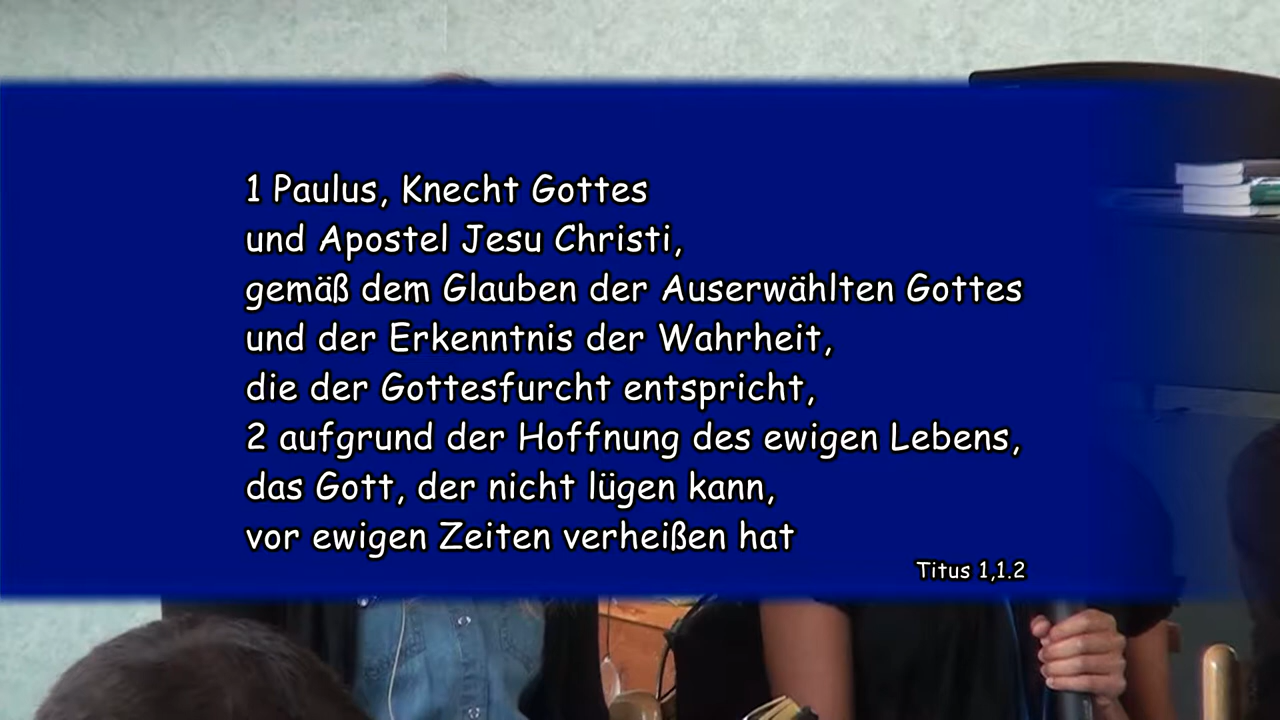 1 Paulus, Knecht Gottes
und Apostel Jesu Christi,
gemäß dem Glauben der Auserwählten Gottes
und der Erkenntnis der Wahrheit,
die der Gottesfurcht entspricht,
2 aufgrund der Hoffnung des ewigen Lebens,
das Gott, der nicht lügen kann,
vor ewigen Zeiten verheißen hat
Titus 1,1.2